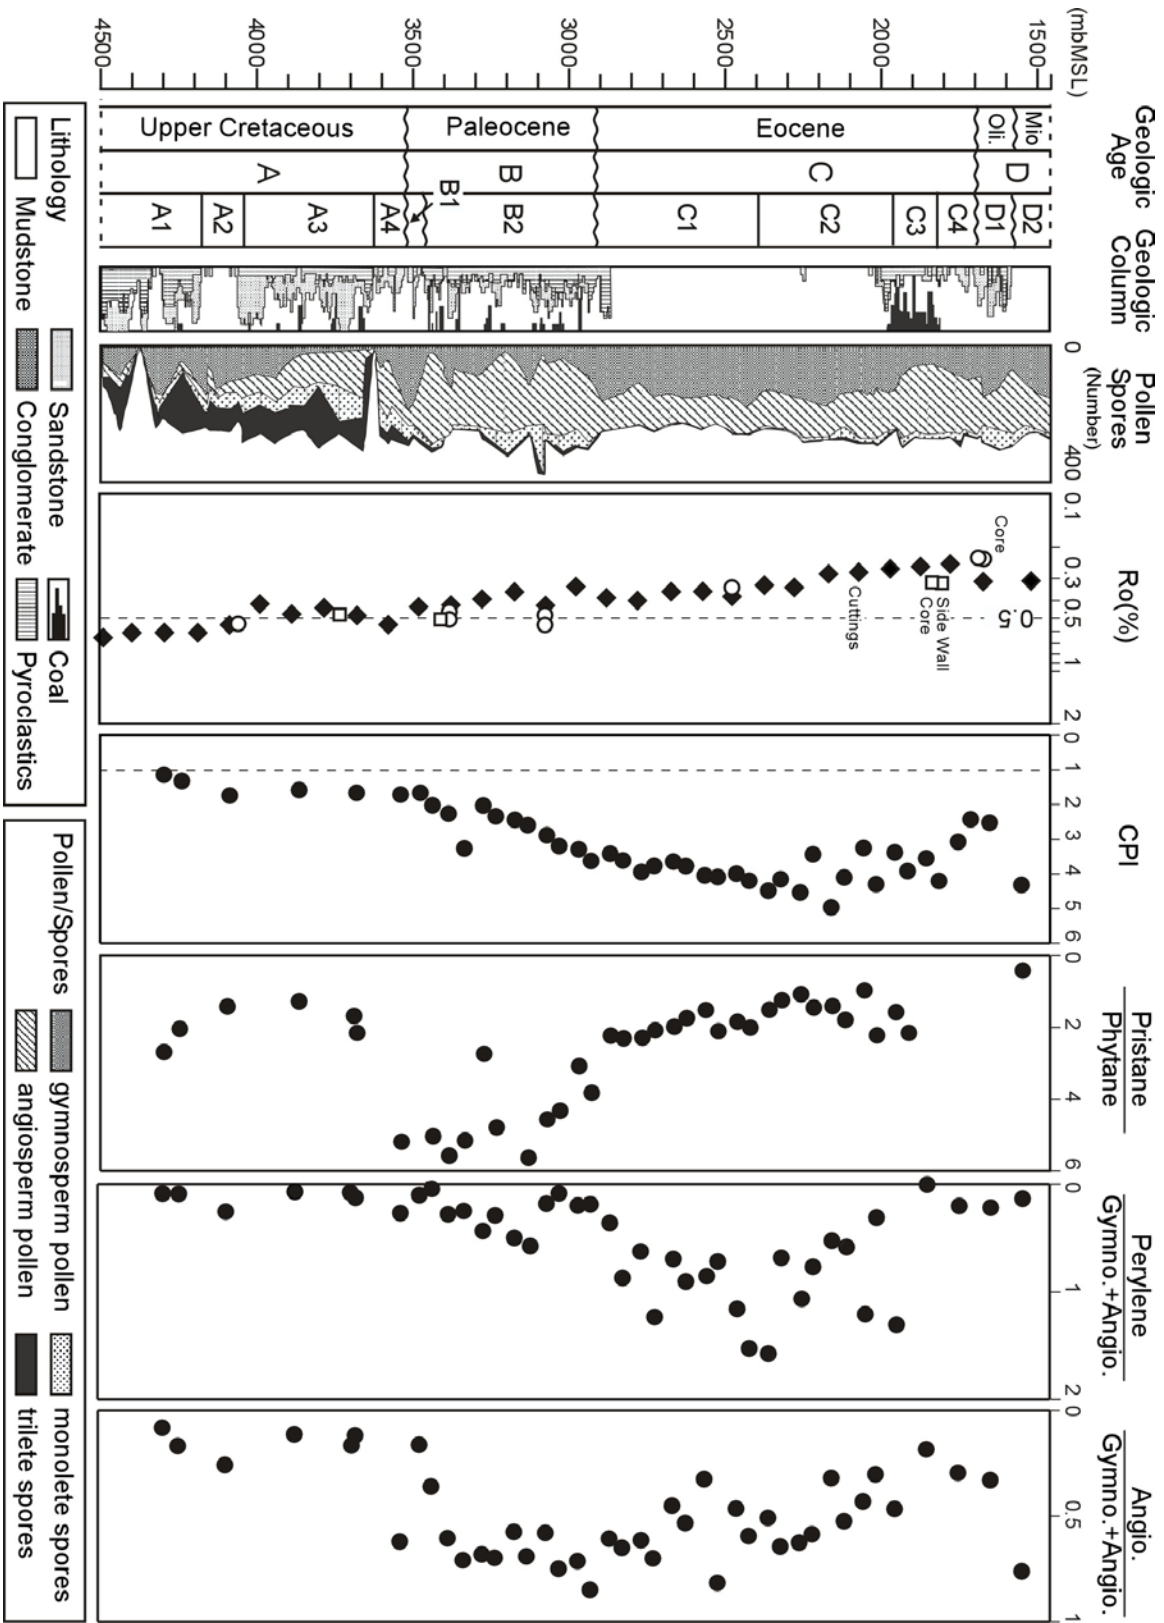 (mbMSL)
1500
2000
2500
3000
3500
4000
4500
Geologic
Age
Mio
Oli.
Eocene
Paleocene
Upper Cretaceous
D
C
B
A
D2
D1
C4
C3
C2
C1
B2
B1
A4
A3
A2
A1
Geologic
Column
Pollen
Spores
(Number)
0
400
Ro(%)
0.1
0.3
0.5
1
2
Core
0.5
Side Wall
Core
Cuttings
CPI
0
1
2
3
4
5
6
Pristane
Phytane
0
2
4
6
Perylene
Gymno.+Angio.
0
1
2
Angio.
Gymno.+Angio.
0
0.5
1
Lithology
Sandstone
Coal
Mudstone
Conglomerate
Pyroclastics
Pollen/Spores
gymnosperm pollen
monolete spores
angiosperm pollen
trilete spores